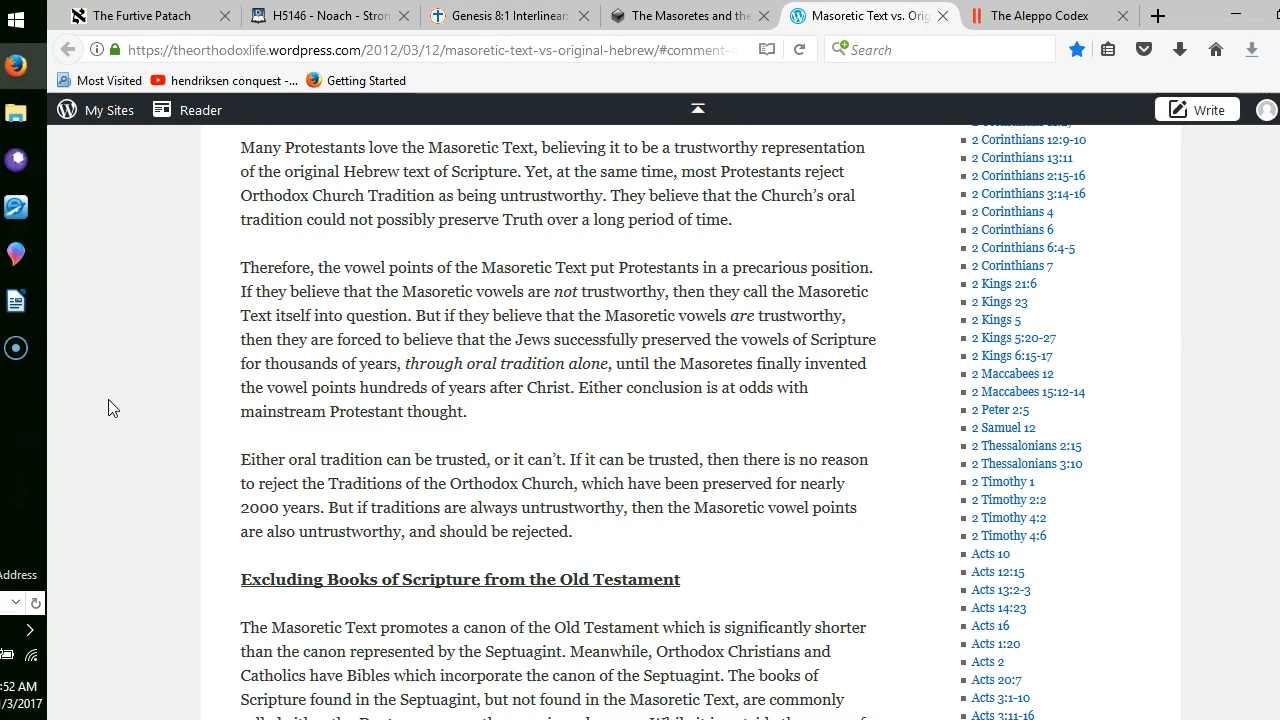 The Furtive Patach
H5146 - Noach - Stron
Genesis 8:1 Interlinear:
The Masoretes and the
Masoretic Text vs. Orig
The Aleppo Codex
https://theorthodoxlife.wordpress.com/2012/03/12/masoretic-text-vs-original-hebrew/#comment-
Search
Most Visited
hendriksen conquest -...
Getting Started
My Sites
Reader
Write
Many Protestants love the Masoretic Text, believing it to be a trustworthy representation
of the original Hebrew text of Scripture. Yet, at the same time, most Protestants reject
Orthodox Church Tradition as being untrustworthy. They believe that the Church's oral
tradition could not possibly preserve Truth over a long period of time.
Therefore, the vowel points of the Masoretic Text put Protestants in a precarious position.
If they believe that the Masoretic vowels are not trustworthy, then they call the Masoretic
Text itself into question. But if they believe that the Masoretic vowels are trustworthy,
then they are forced to believe that the Jews successfully preserved the vowels of Scripture
for thousands of years, through oral tradition alone, until the Masoretes finally invented
the vowel points hundreds of years after Christ. Either conclusion is at odds with
mainstream Protestant thought.
Either oral tradition can be trusted, or it can't. If it can be trusted, then there is no reason
to reject the Traditions of the Orthodox Church, which have been preserved for nearly
2000 years. But if traditions are always untrustworthy, then the Masoretic vowel points
are also untrustworthy, and should be rejected.
Excluding Books of Scripture from the Old Testament
The Masoretic Text promotes a canon of the Old Testament which is significantly shorter
than the canon represented by the Septuagint. Meanwhile, Orthodox Christians and
Catholics have Bibles which incorporate the canon of the Septuagint. The books of
Scripture found in the Septuagint, but not found in the Masoretic Text, are commonly
2 Corinthians 12:9-10
2 Corinthians 13:11
2 Corinthians 2:15-16
2 Corinthians 3:14-16
2 Corinthians 4
2 Corinthians 6
2 Corinthians 6:4-5
2 Corinthians 7
2 Kings 21:6
2 Kings 23
2 Kings 5
2 Kings 5:20-27
2 Kings 6:15-17
2 Maccabees 12
2 Maccabees 15:12-14
2 Peter 2:5
2 Samuel 12
2 Thessalonians 2:15
2 Thessalonians 3:10
2 Timothy 1
2 Timothy 2:2
2 Timothy 4:2
2 Timothy 4:6
Acts 10
Acts 12:15
Acts 13:2-3
Acts 14:23
Acts 16
Acts 1:20
Acts 2
Acts 20:7
Acts 3:1-10
Acts 3:11-16
Address
:52 AM
1/3/2017